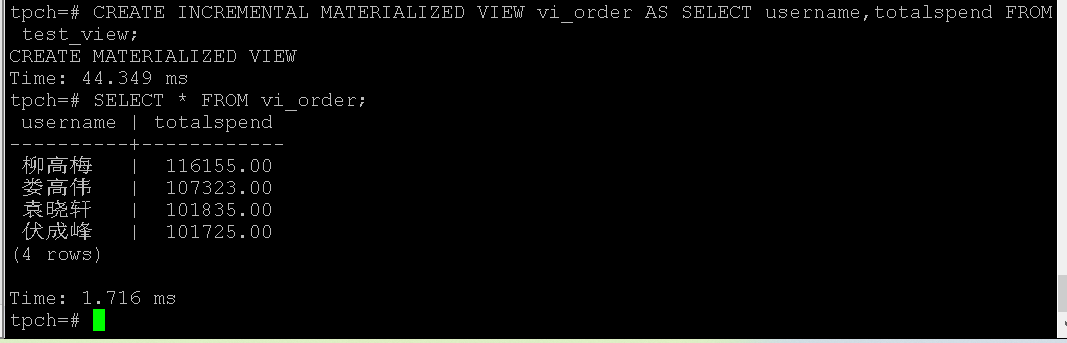 tpch=# CREATE INCREMENTAL MATERIALIZED VIEW vi_order AS SELECT username,totalspend FROM
test_view;
CREATE MATERIALIZED VIEW
Time: 44.349 ms
tpch=# SELECT * FROM vi_order;
username | totalspend
----------+------------
柳高梅 | 116155.00
娄高伟 | 107323.00
袁晓轩 | 101835.00
伏成峰 | 101725.00
(4 rows)
Time: 1.716 ms
tpch=#